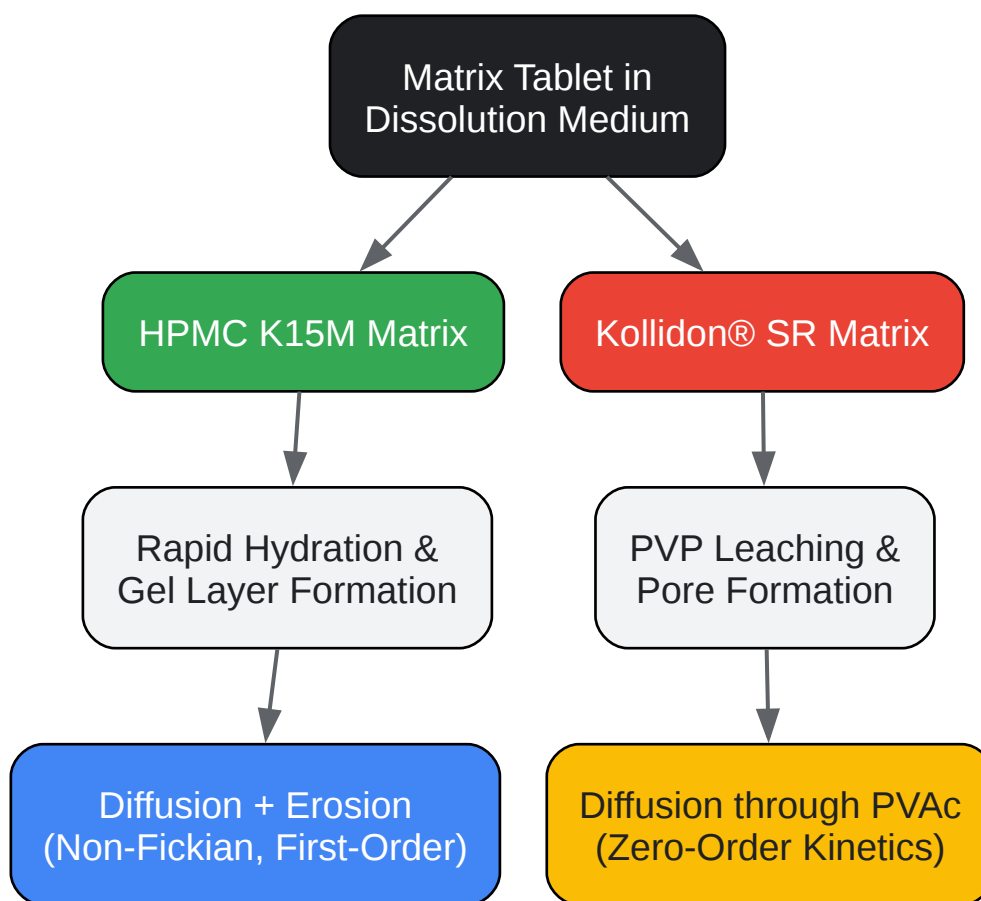 Matrix Tablet in
Dissolution Medium
HPMC K15M Matrix
Kollidon® SR Matrix
Rapid Hydration &
Gel Layer Formation
PVP Leaching &
Pore Formation
Diffusion + Erosion
(Non-Fickian, First-Order)
Diffusion through PVAc
(Zero-Order Kinetics)